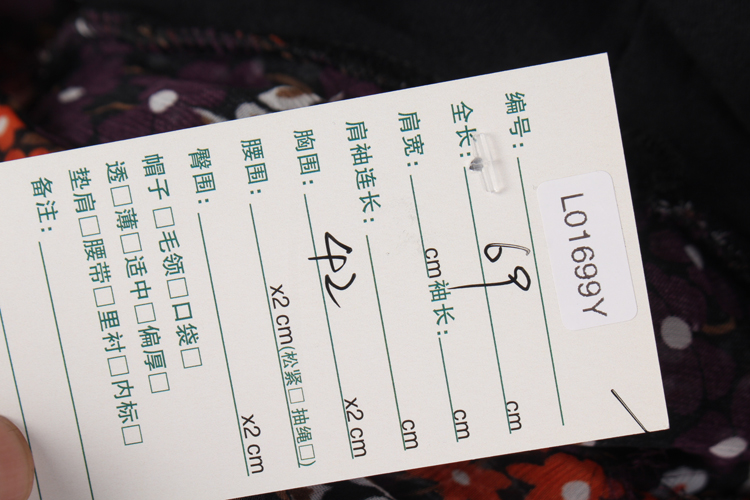 编号: L01699Y
全长: 69 cm
肩宽: cm 袖长: cm
肩袖连长: cm
胸围: 42 x2 cm
腰围: x2 cm(松紧□ 抽绳□)
臀围: x2 cm
帽子□毛领□口袋□
透□薄□适中□偏厚□
垫肩□腰带□里衬□内标□
备注: